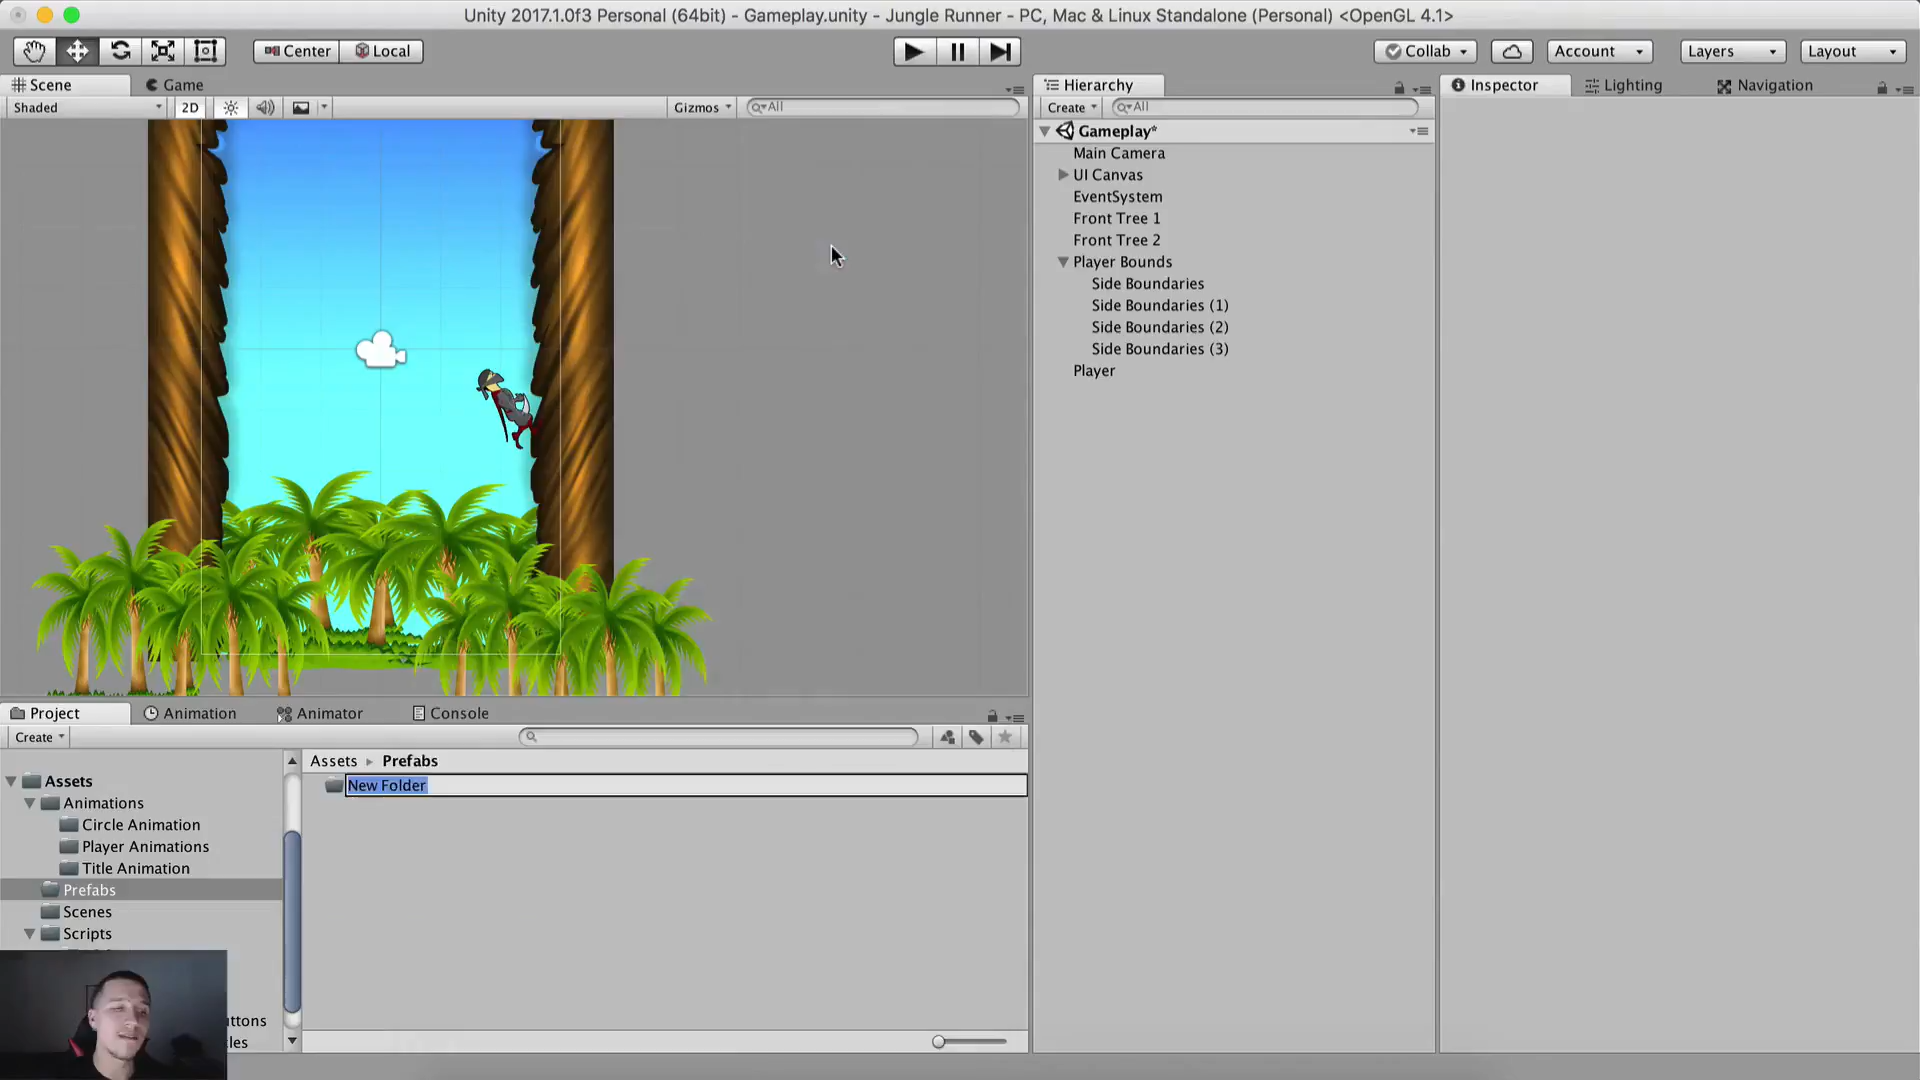 Unity 2017.1.0f3 Personal (64bit) - Gameplay.unity - Jungle Runner - PC, Mac & Linux Standalone (Personal) <OpenGL 4.1>
Center Local Collab Account Layers Layout
Scene Game Hierarchy Inspector Lighting Navigation
Shaded 2D Gizmos All Create All
Gameplay*
Main Camera
UI Canvas
EventSystem
Front Tree 1
Front Tree 2
Player Bounds
Side Boundaries
Side Boundaries (1)
Side Boundaries (2)
Side Boundaries (3)
Player
Project Animation Animator Console
Create
Assets Prefabs
New Folder
Assets
Animations
Circle Animation
Player Animations
Title Animation
Prefabs
Scenes
Scripts